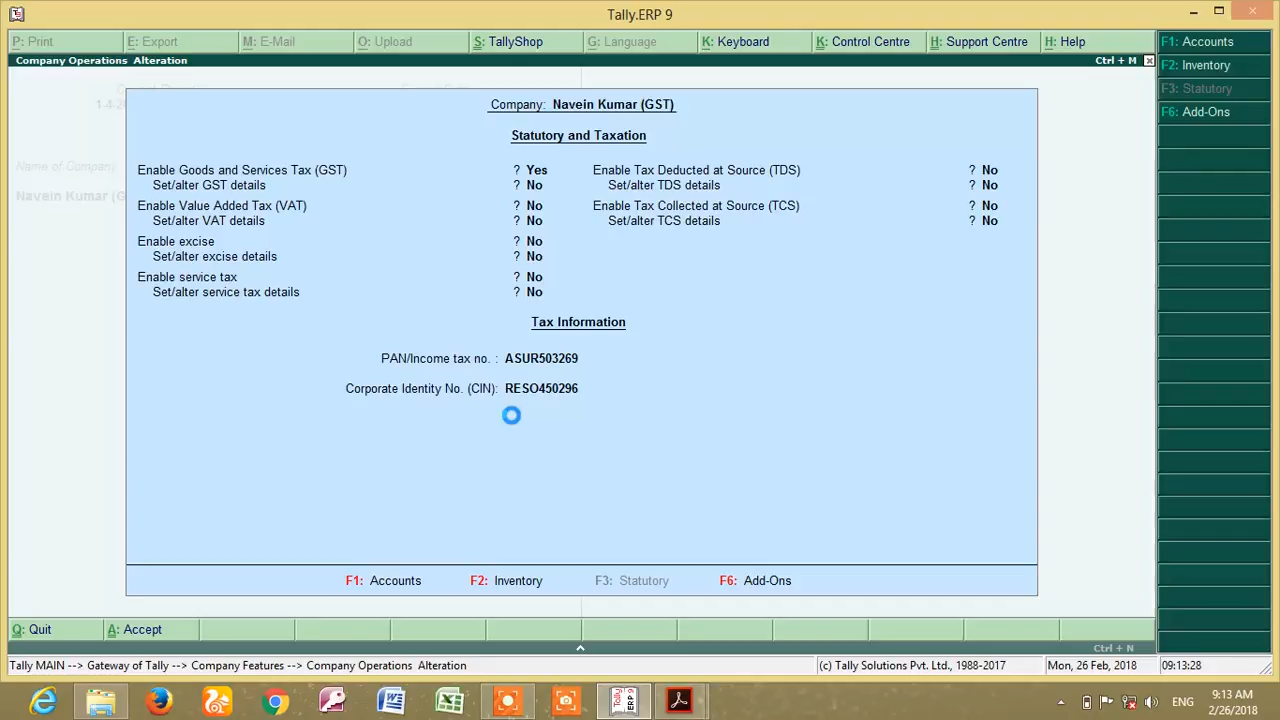 Tally.ERP 9
P: Print E: Export M: E-Mail O: Upload S: TallyShop G: Language K: Keyboard K: Control Centre H: Support Centre H: Help
F1: Accounts
Company Operations Alteration Ctrl + M
F2: Inventory
F3: Statutory
F6: Add-Ons
Company: Navein Kumar (GST)
Statutory and Taxation
Name of Company
Navein Kumar (G
Enable Goods and Services Tax (GST) ? Yes Enable Tax Deducted at Source (TDS) ? No
Set/alter GST details ? No Set/alter TDS details ? No
Enable Value Added Tax (VAT) ? No Enable Tax Collected at Source (TCS) ? No
Set/alter VAT details ? No Set/alter TCS details ? No
Enable excise ? No
Set/alter excise details ? No
Enable service tax ? No
Set/alter service tax details ? No
Tax Information
PAN/Income tax no. : ASUR503269
Corporate Identity No. (CIN): RESO450296
F1: Accounts F2: Inventory F3: Statutory F6: Add-Ons
Q: Quit A: Accept
Ctrl + N
Tally MAIN --> Gateway of Tally --> Company Features --> Company Operations Alteration (c) Tally Solutions Pvt. Ltd., 1988-2017 Mon, 26 Feb, 2018 09:13:28
Tally ERP 9
ENG
9:13 AM
2/26/2018